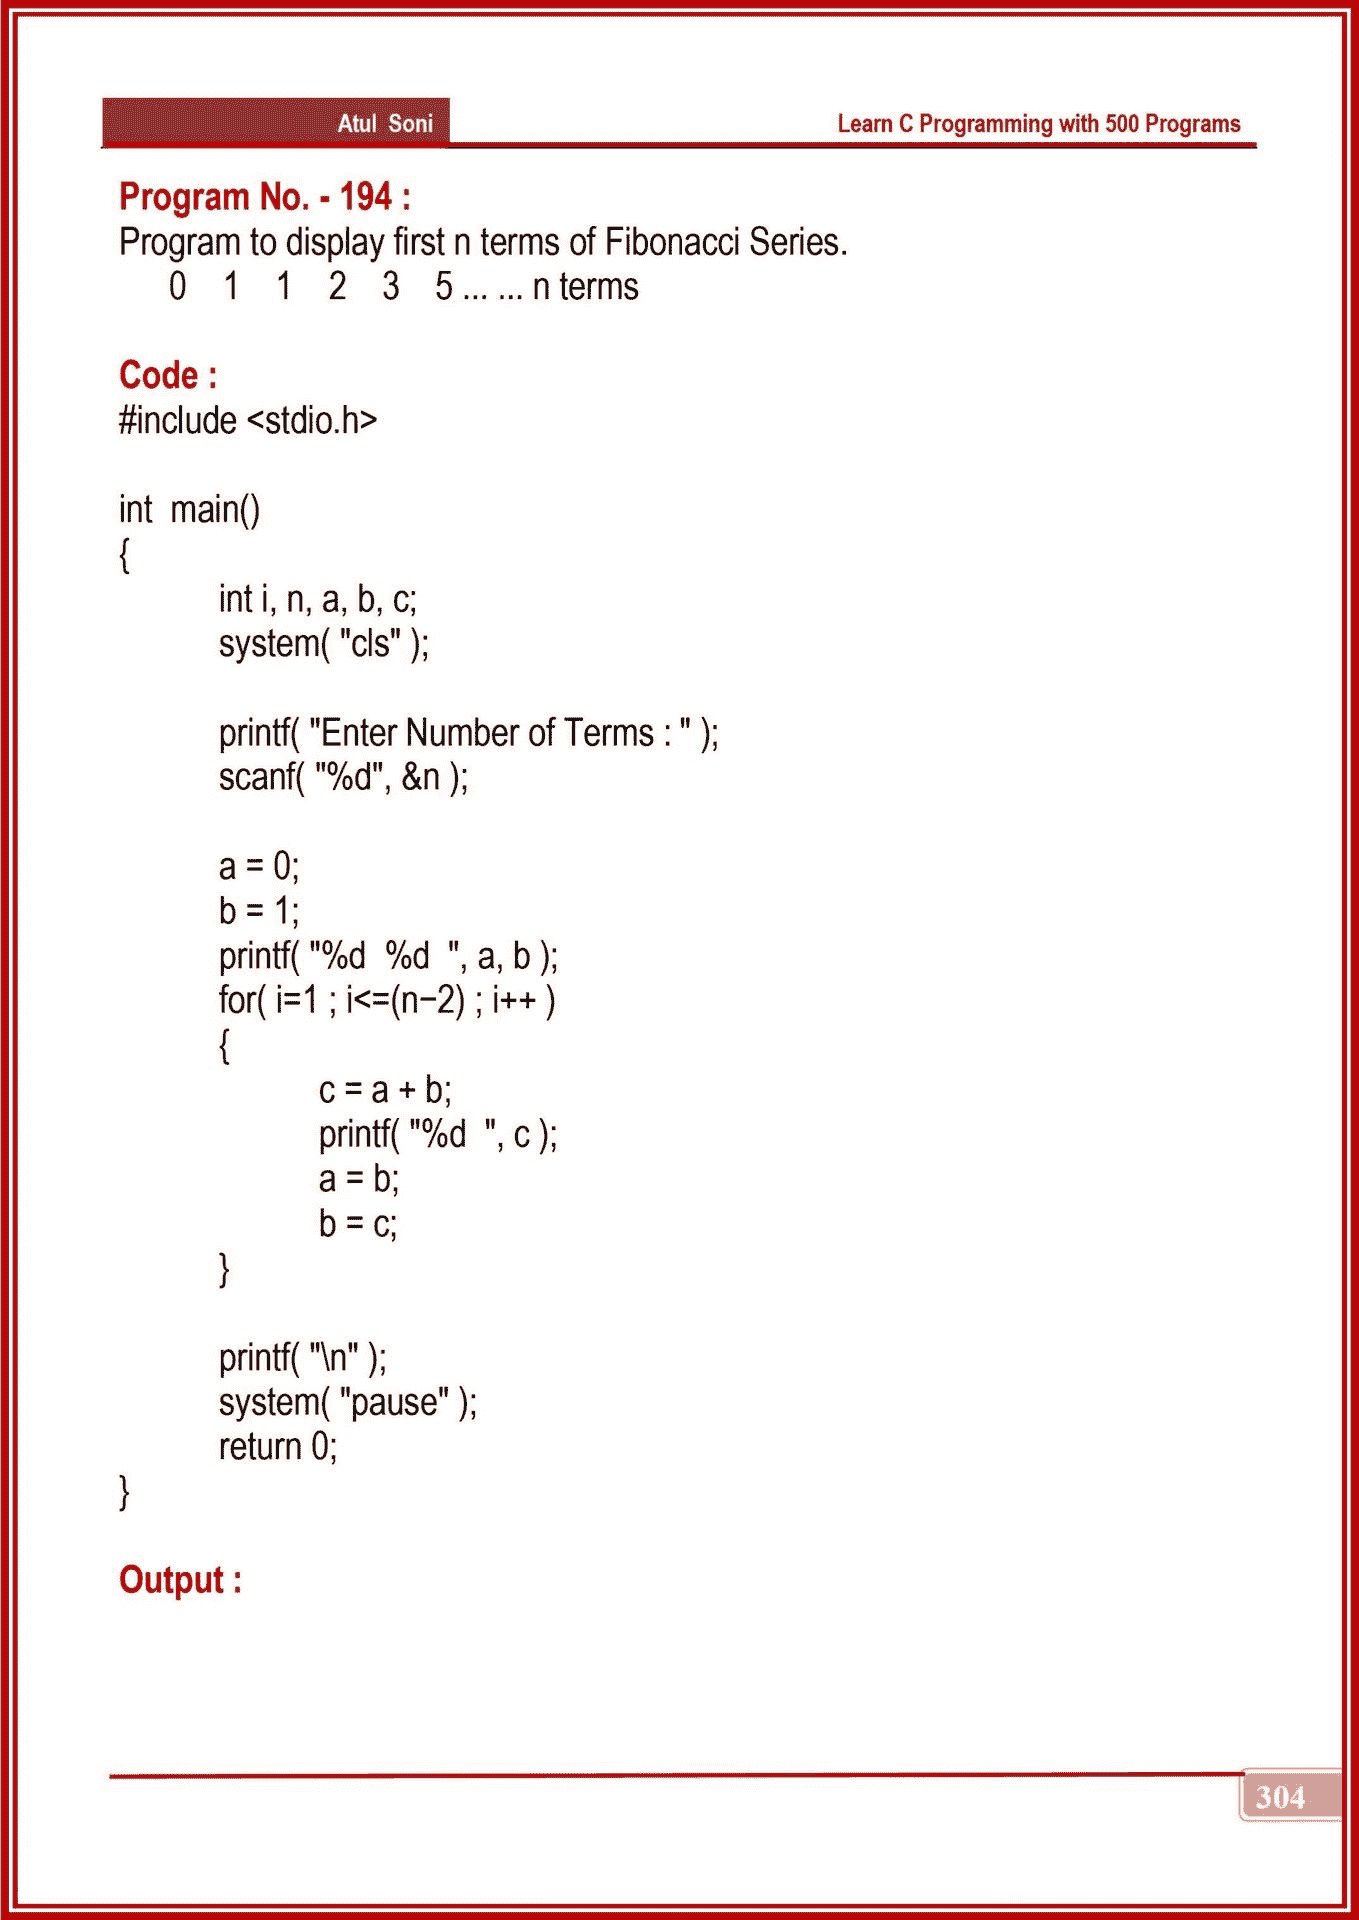 Atul Soni
Learn C Programming with 500 Programs
Program No. - 194 :
Program to display first n terms of Fibonacci Series.
0 1 1 2 3 5 ... ... n terms
Code :
#include <stdio.h>
int main()
{
int i, n, a, b, c;
system( "cls" );
printf( "Enter Number of Terms : " );
scanf( "%d", &n );
a = 0;
b = 1;
printf( "%d %d ", a, b );
for( i=1 ; i<=(n−2) ; i++ )
{
c = a + b;
printf( "%d ", c );
a = b;
b = c;
}
printf( "\n" );
system( "pause" );
return 0;
}
Output :
304